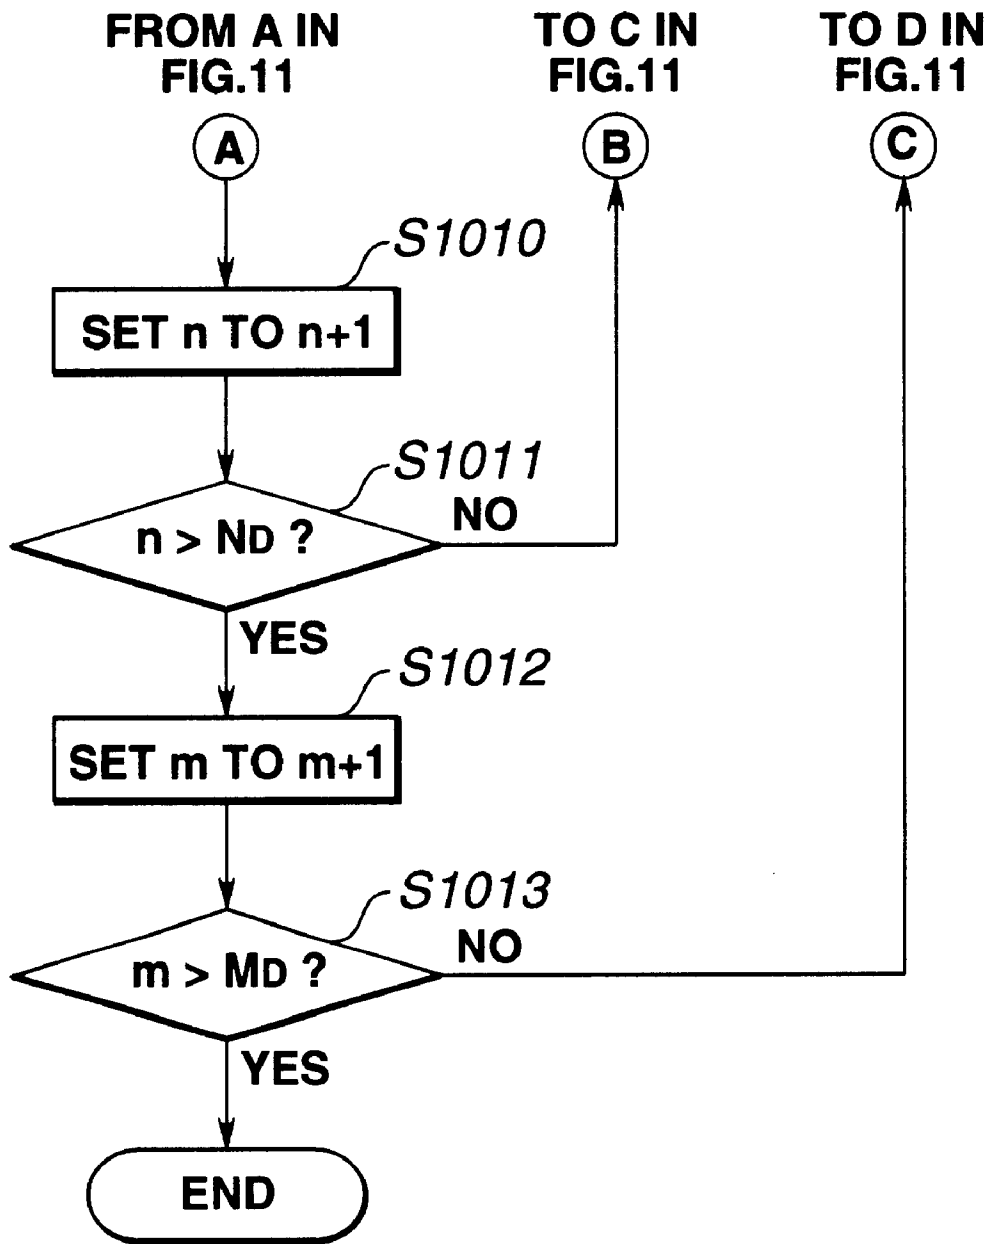 FROM A IN
FIG.11
TO C IN
FIG.11
TO D IN
FIG.11
A
B
C
S1010
SET n TO n+1
S1011
n > ND ?
NO
YES
S1012
SET m TO m+1
S1013
m > MD ?
NO
YES
END